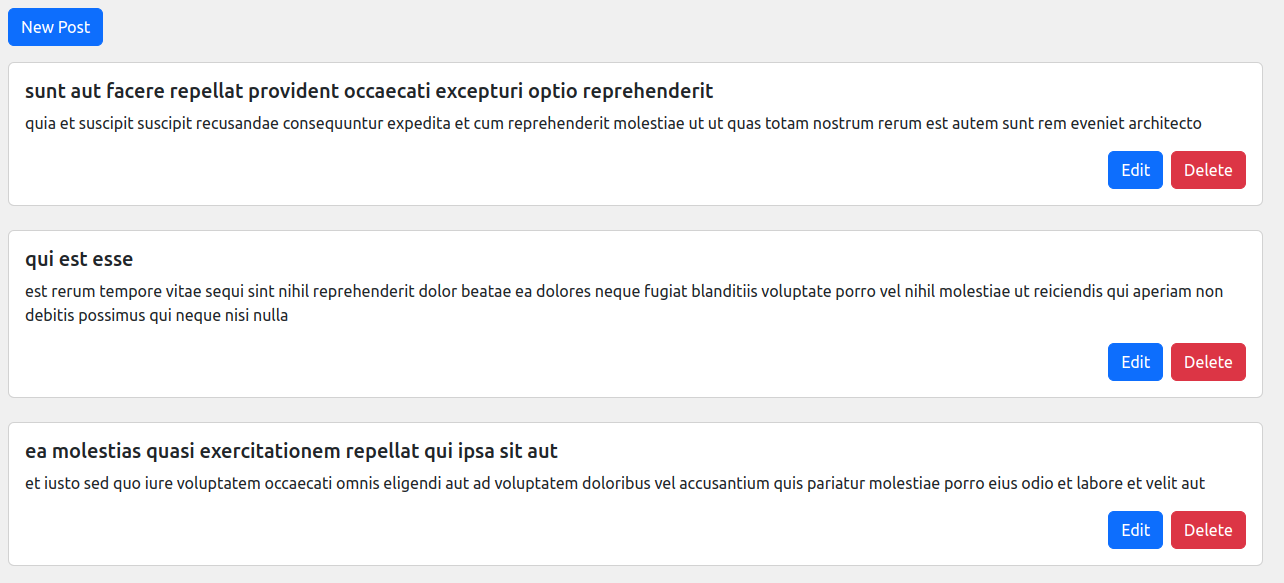 New Post
sunt aut facere repellat provident occaecati excepturi optio reprehenderit
quia et suscipit suscipit recusandae consequuntur expedita et cum reprehenderit molestiae ut ut quas totam nostrum rerum est autem sunt rem eveniet architecto
Edit Delete
qui est esse
est rerum tempore vitae sequi sint nihil reprehenderit dolor beatae ea dolores neque fugiat blanditiis voluptate porro vel nihil molestiae ut reiciendis qui aperiam non
debitis possimus qui neque nisi nulla
Edit Delete
ea molestias quasi exercitationem repellat qui ipsa sit aut
et iusto sed quo iure voluptatem occaecati omnis eligendi aut ad voluptatem doloribus vel accusantium quis pariatur molestiae porro eius odio et labore et velit aut
Edit Delete